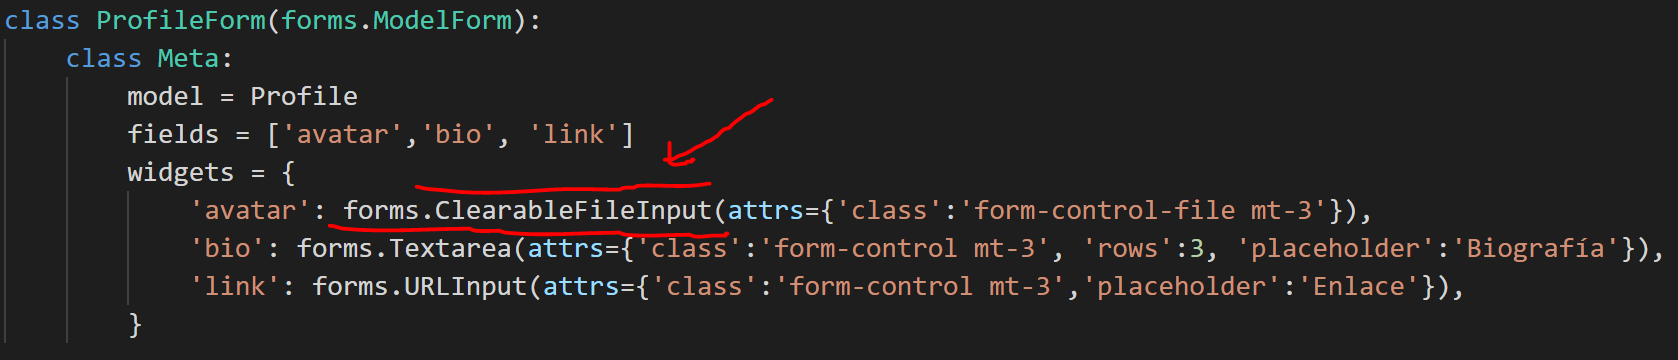 class ProfileForm(forms.ModelForm):
    class Meta:
        model = Profile
        fields = ['avatar','bio', 'link']
        widgets = {
            'avatar': forms.ClearableFileInput(attrs={'class':'form-control-file mt-3'}),
            'bio': forms.Textarea(attrs={'class':'form-control mt-3', 'rows':3, 'placeholder':'Biografía'}),
            'link': forms.URLInput(attrs={'class':'form-control mt-3','placeholder':'Enlace'}),
        }